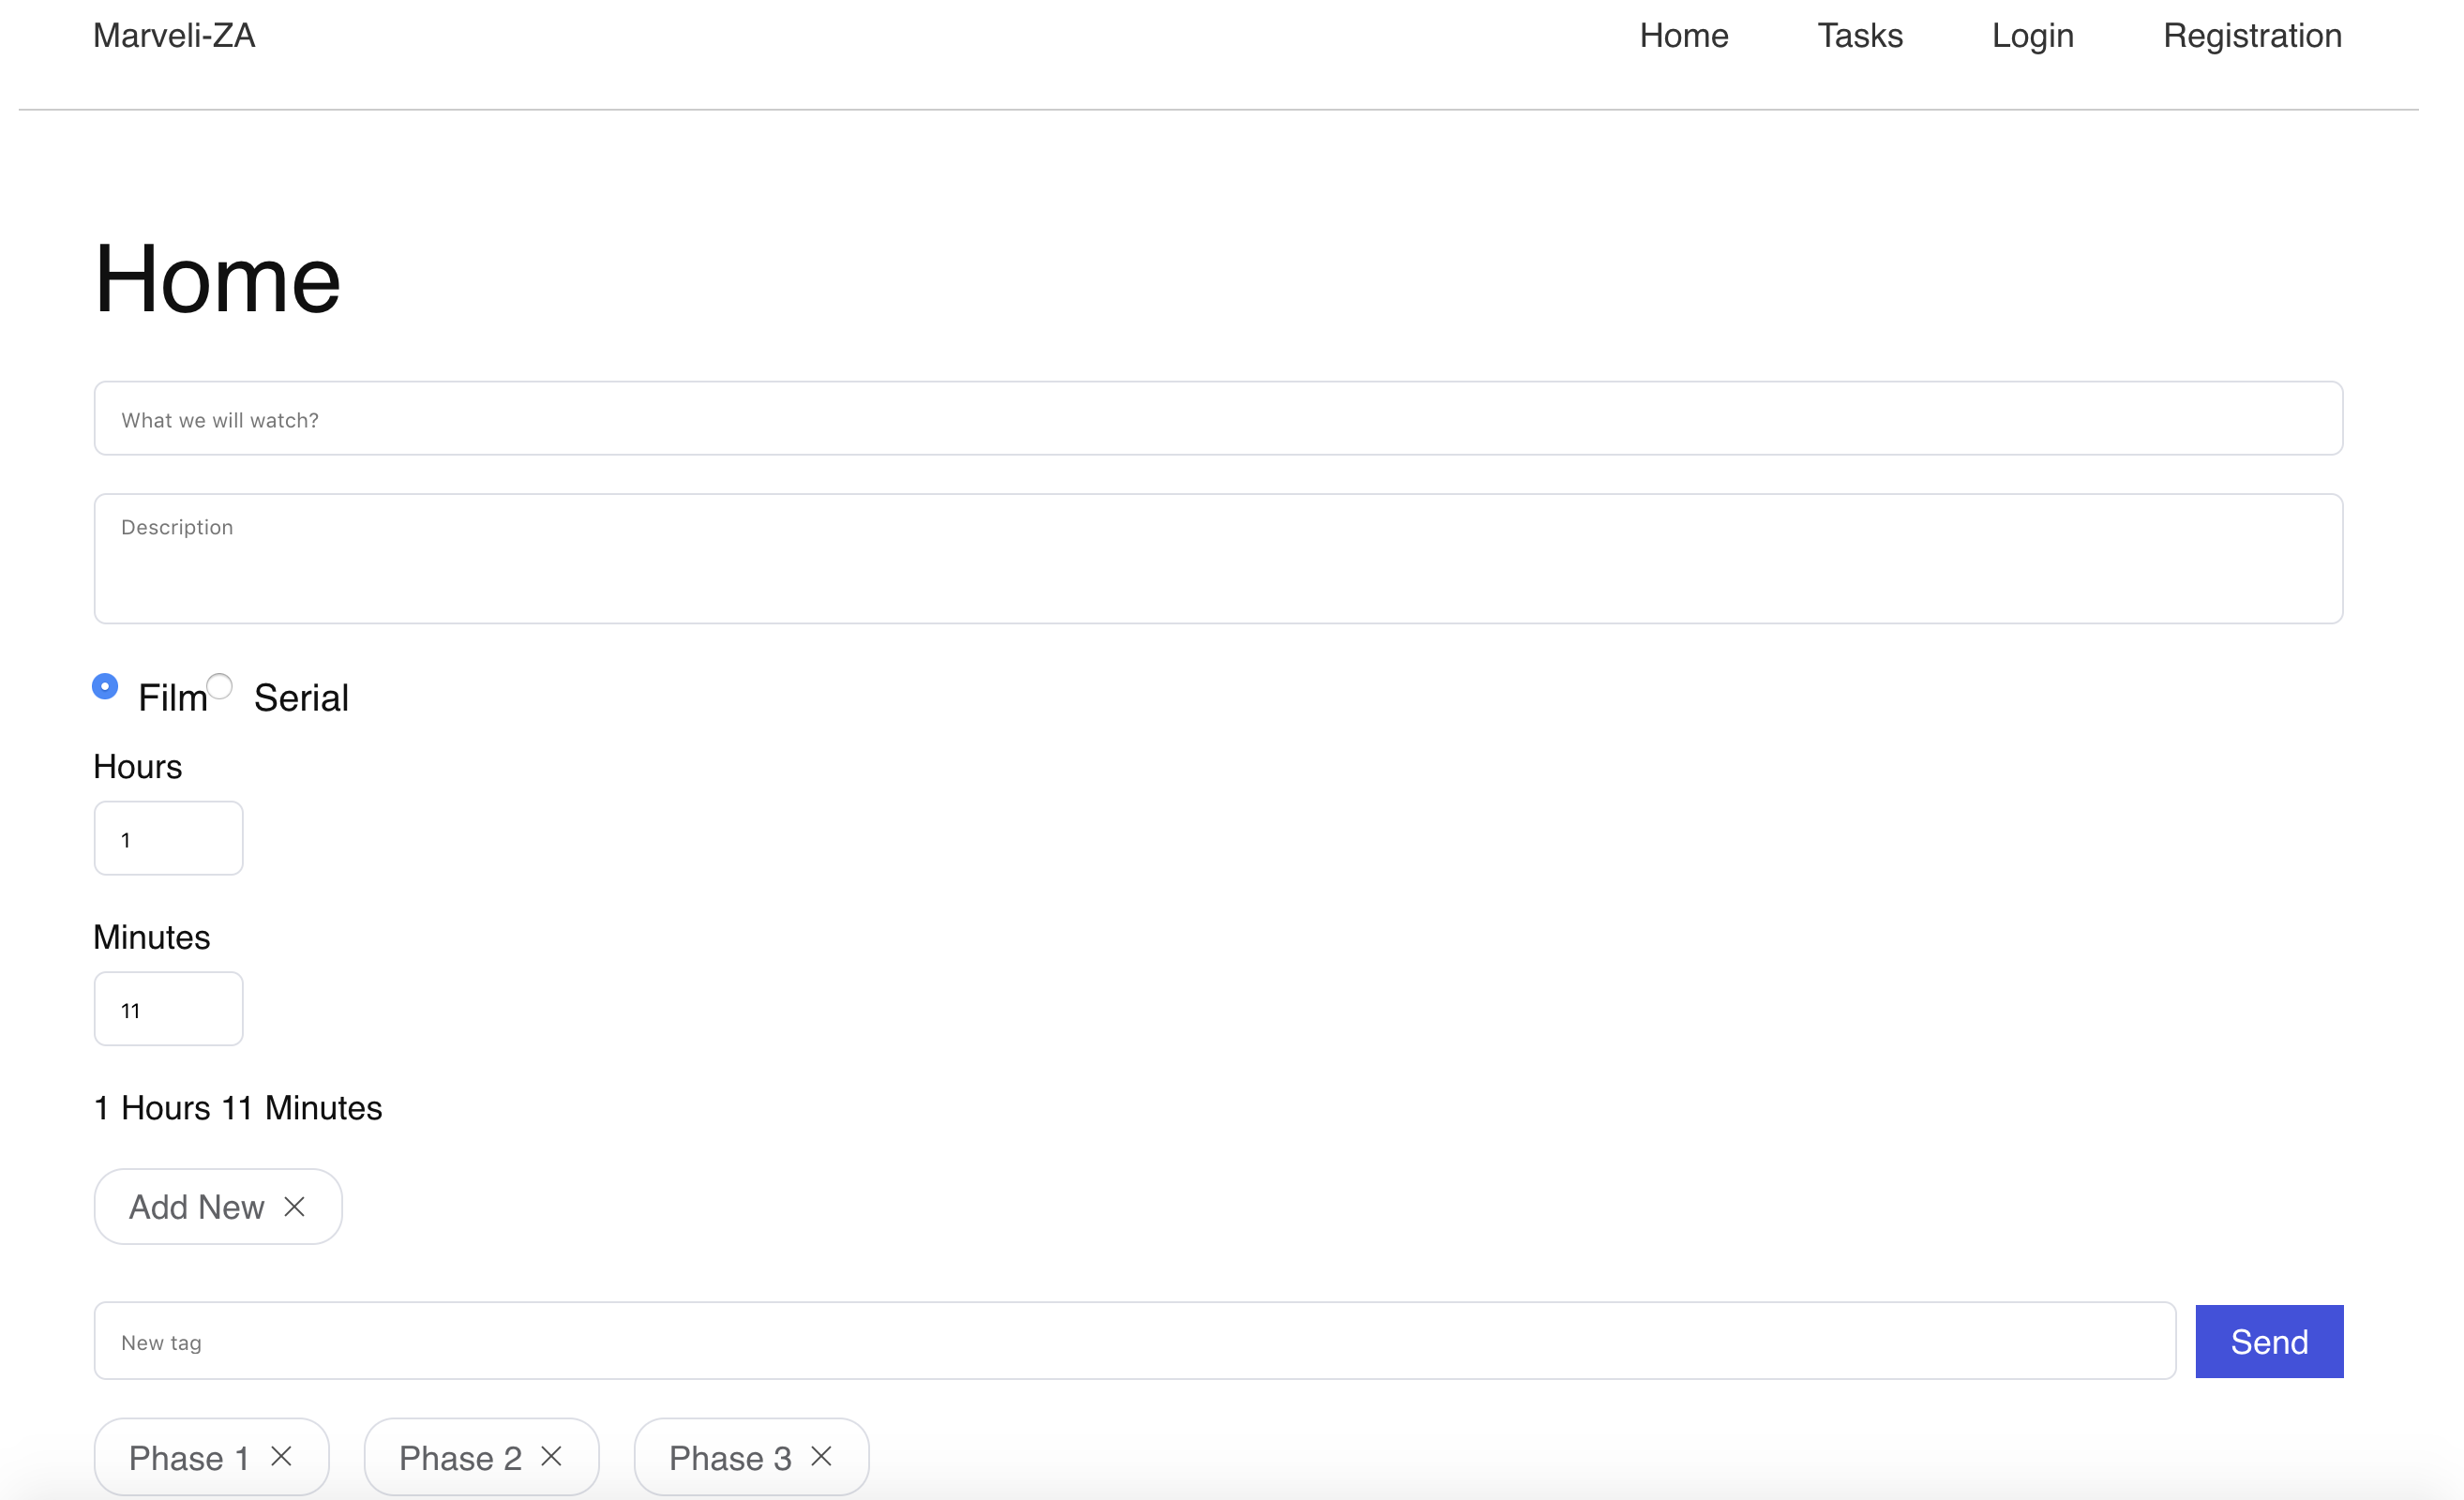 Marveli-ZA Home Tasks Login Registration
Home
What we will watch?
Description
Film Serial
Hours
1
Minutes
11
1 Hours 11 Minutes
Add New
New tag Send
Phase 1 Phase 2 Phase 3